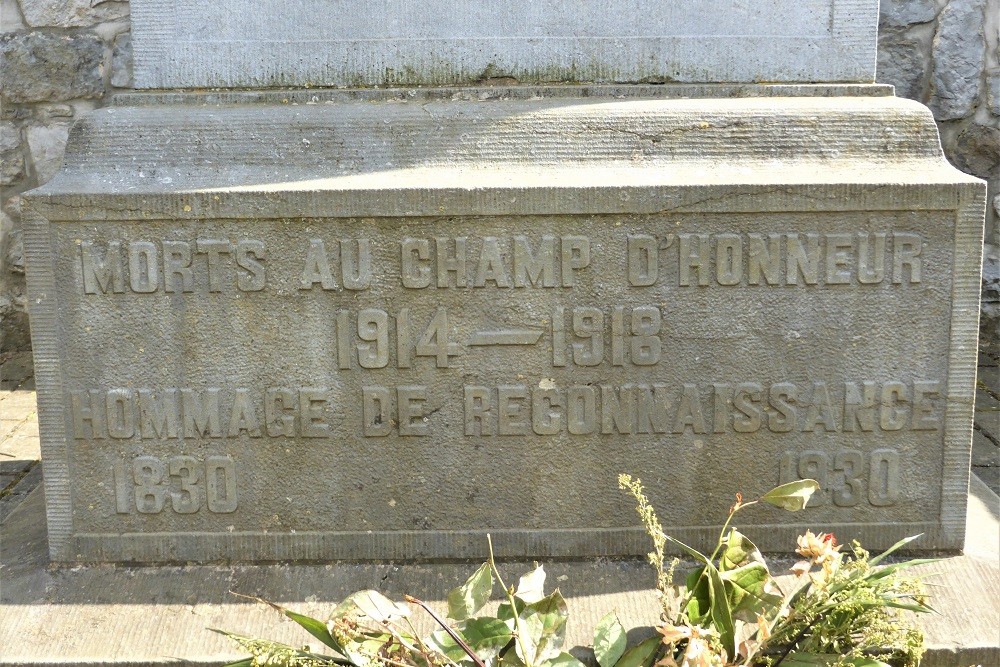 MORTS AU CHAMP D'HONNEUR
1914 — 1918
HOMMAGE DE RECONNAISSANCE
1830 1930